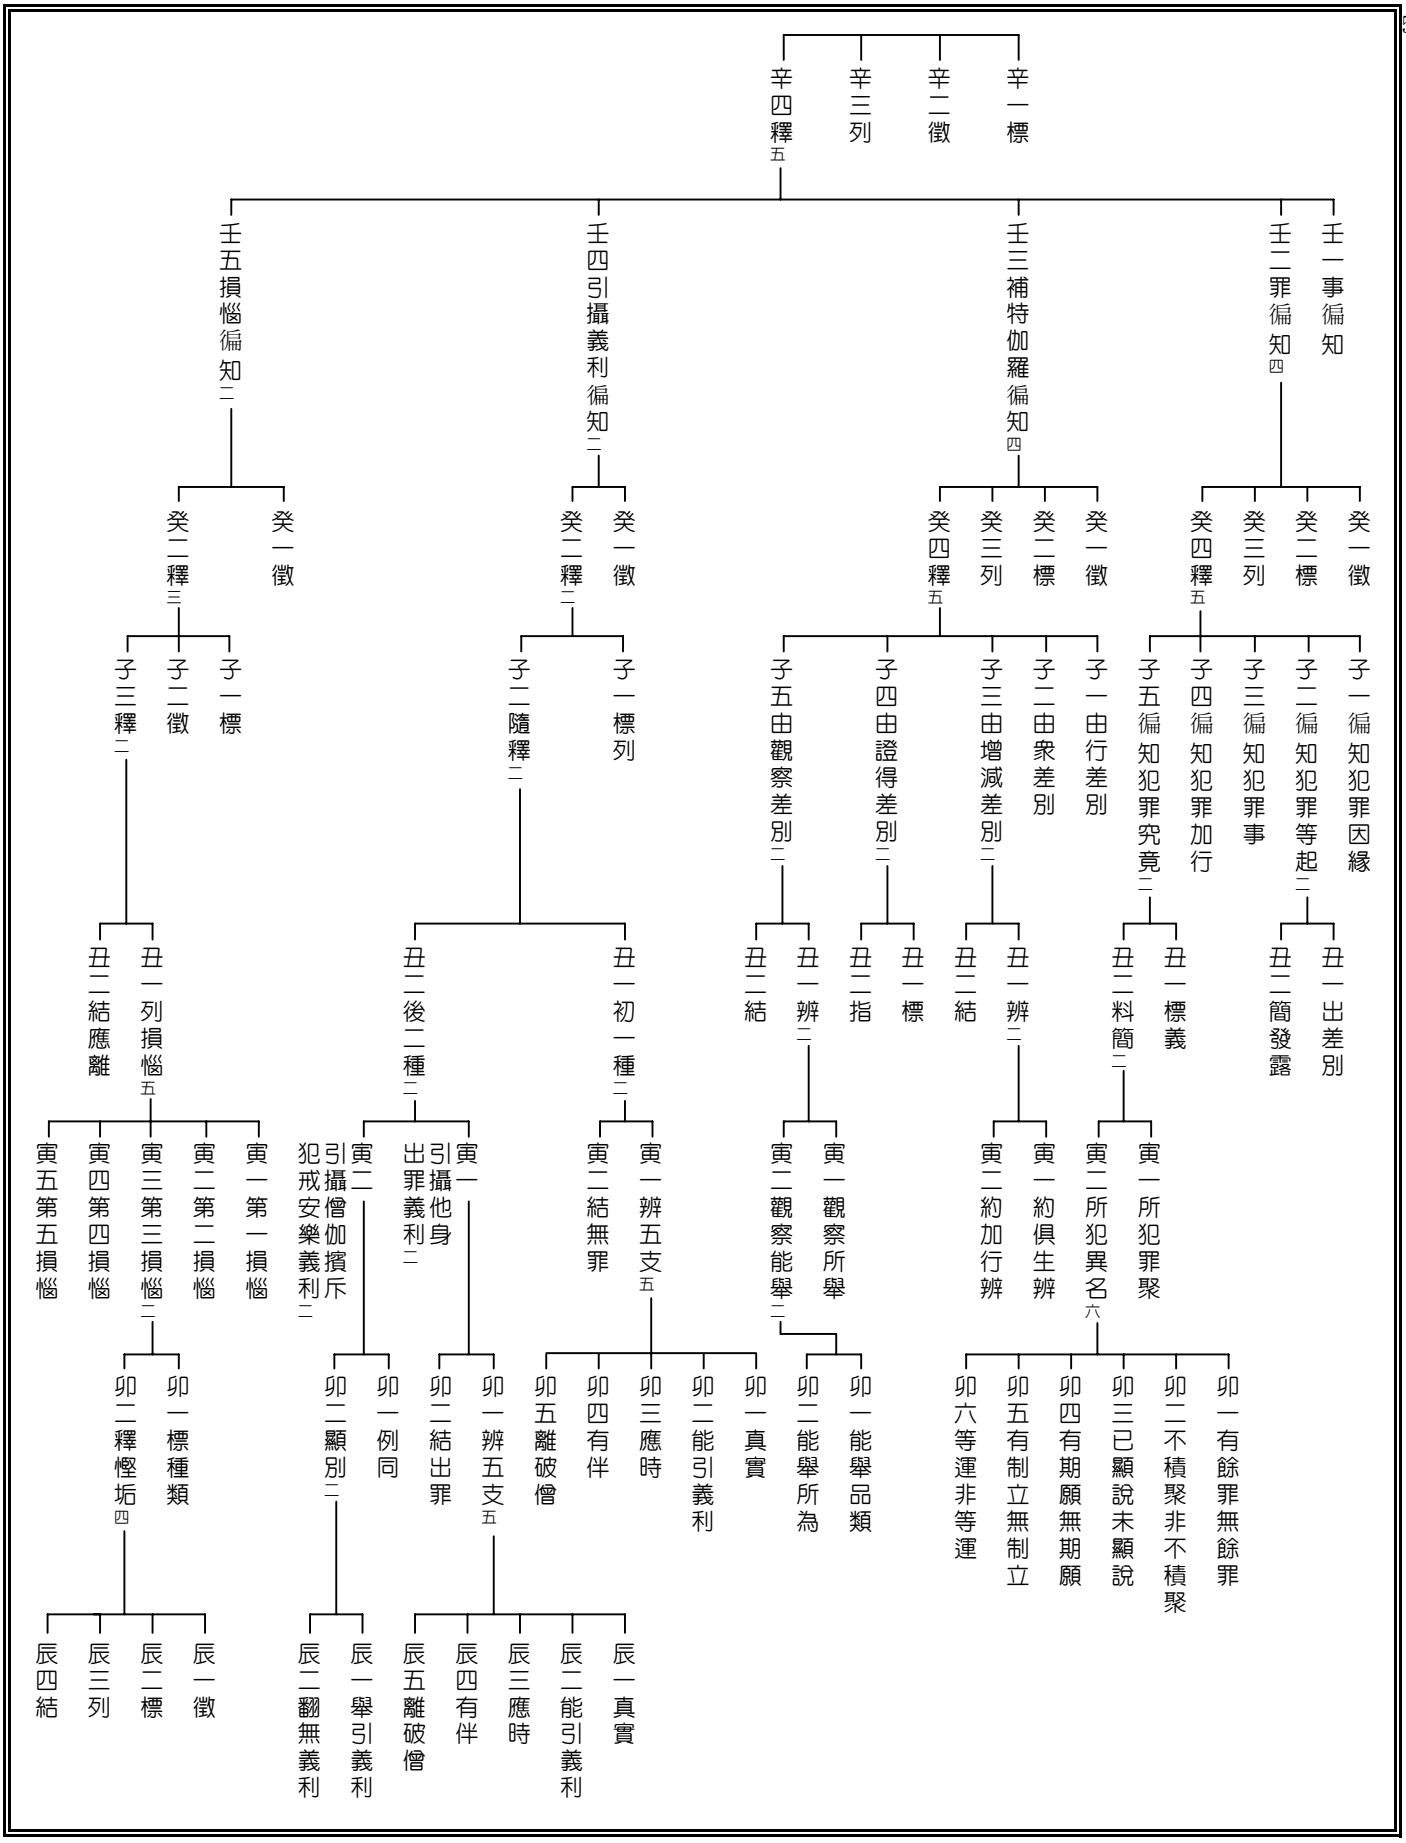 辛一標
辛二徵
辛三列
辛四釋五
壬一事徧知
壬二罪徧知四
壬三補特伽羅徧知四
壬四引攝義利徧知二
壬五損惱徧知二
癸一徵
癸二標
癸三列
癸四釋五
癸一徵
癸二標
癸三列
癸四釋五
癸一徵
癸二釋二
癸一徵
癸二釋三
子一徧知犯罪因緣
子二徧知犯罪等起二
子三徧知犯罪事
子四徧知犯罪加行
子五徧知犯罪究竟二
子一由行差別
子二由眾差別
子三由增減差別二
子四由證得差別二
子五由觀察差別二
子一標列
子二隨釋二
子一標
子二徵
子三釋二
丑一出差別
丑二簡發露
丑一標義
丑二料簡二
丑一辨二
丑二結
丑一標
丑二指
丑一辨二
丑二結
丑一初一種二
丑二後二種二
丑一列損惱五
丑二結應離
寅一所犯罪聚
寅二所犯異名六
寅一約俱生辨
寅二約加行辨
寅一觀察所舉
寅二觀察能舉二
寅一辨五支五
寅二結無罪
寅一
引攝他身
出罪義利二
寅二
引攝僧伽擯斥
犯戒安樂義利二
寅一第一損惱
寅二第二損惱
寅三第三損惱二
寅四第四損惱
寅五第五損惱
卯一有餘罪無餘罪
卯二不積聚非不積聚
卯三已顯說未顯說
卯四有期願無期願
卯五有制立無制立
卯六等運非等運
卯一能舉品類
卯二能舉所為
卯一真實
卯二能引義利
卯三應時
卯四有伴
卯五離破僧
卯一辨五支五
卯二結出罪
卯一例同
卯二顯別二
卯一標種類
卯二釋慳垢四
辰一真實
辰二能引義利
辰三應時
辰四有伴
辰五離破僧
辰一舉引義利
辰二翻無義利
辰一徵
辰二標
辰三列
辰四結